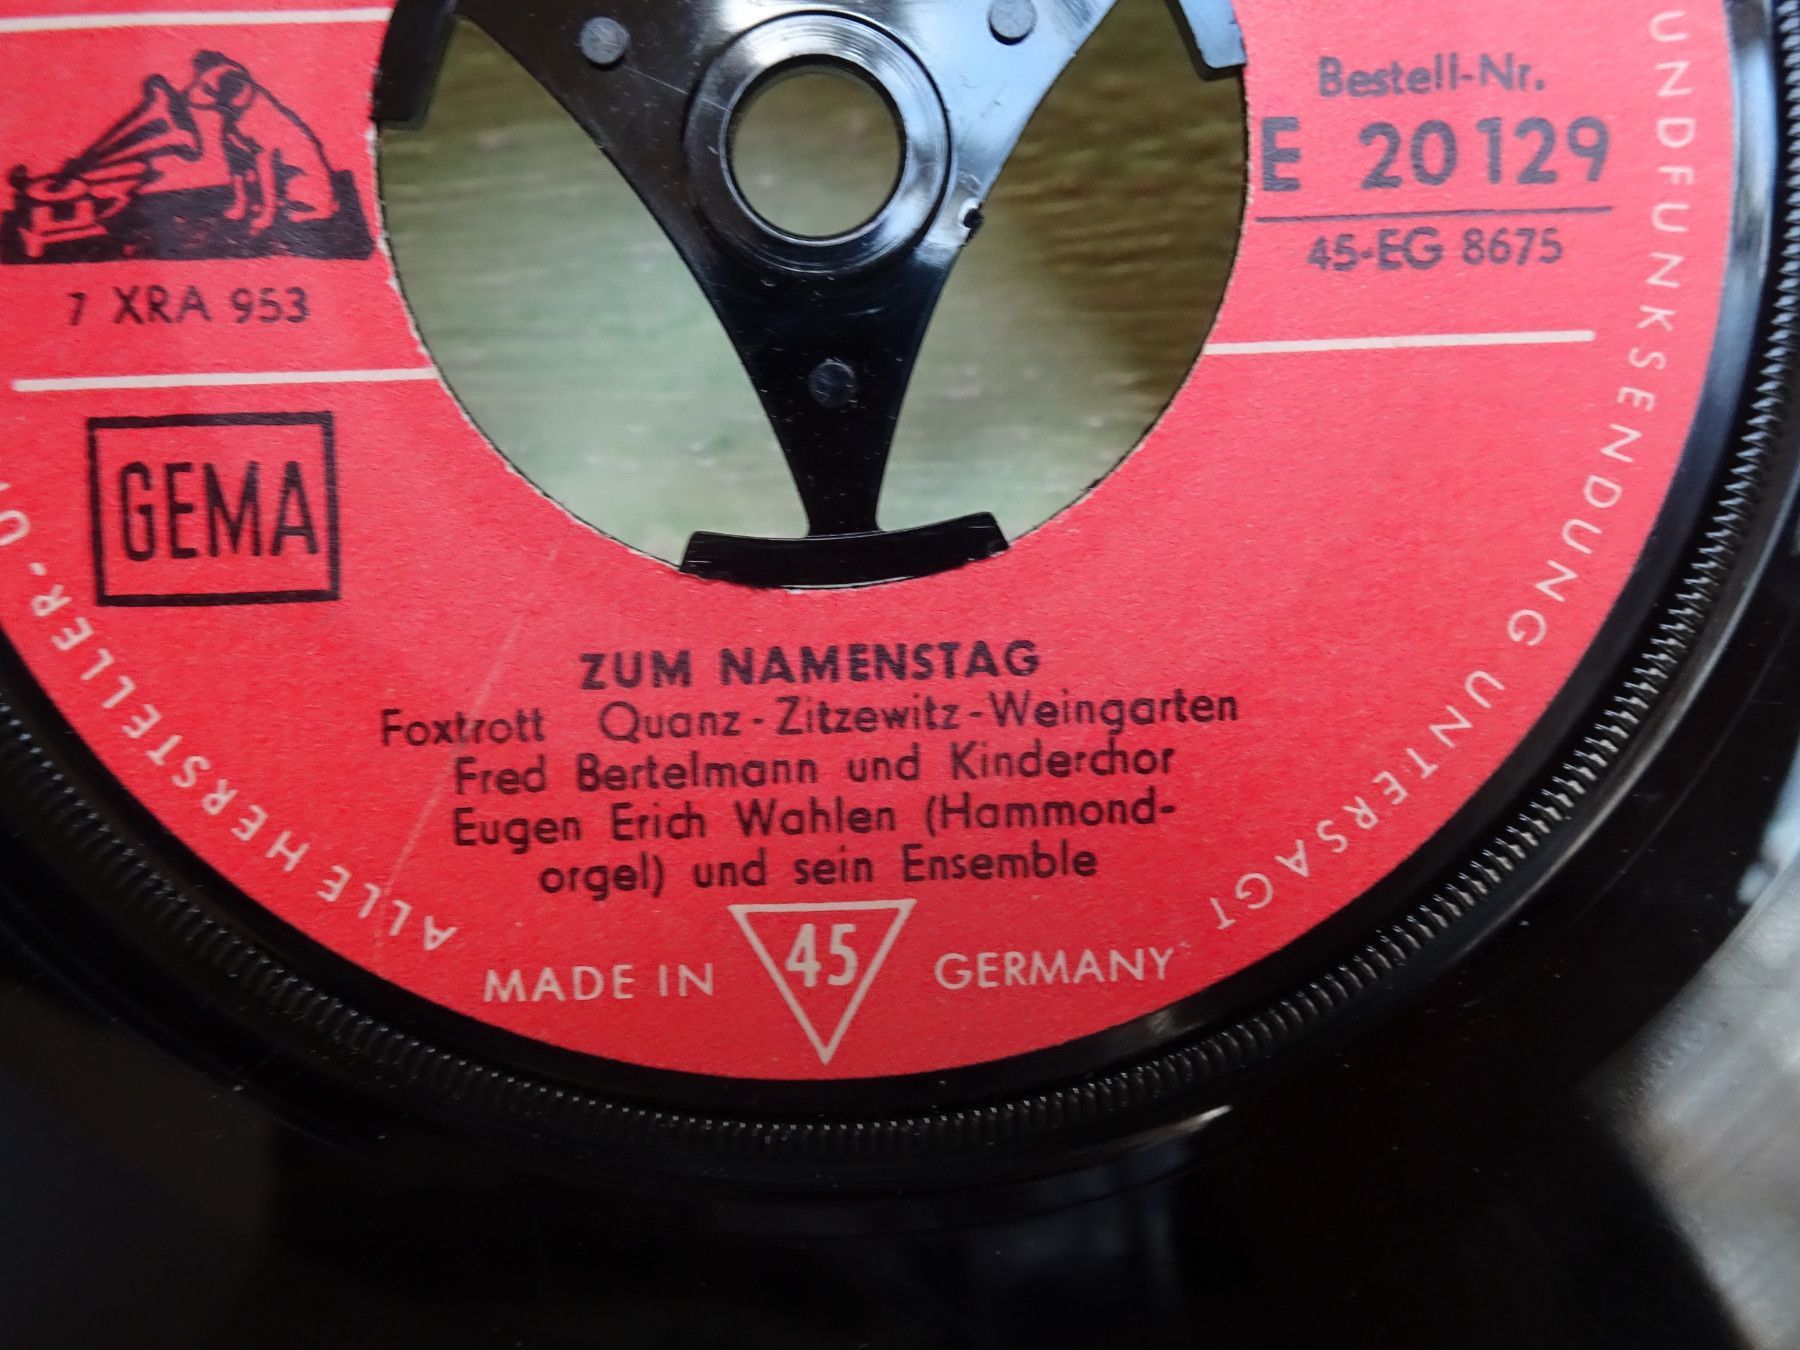 Bestell-Nr.
E 20129
45-EG 8675
7 XRA 953
GEMA
ZUM NAMENSTAG
Foxtrott Quanz-Zitzewitz-Weingarten
Fred Bertelmann und Kinderchor
Eugen Erich Wahlen (Hammond-
orgel) und sein Ensemble
MADE IN 45 GERMANY
ALLE HERSTELLER-U
UNDFUNKSENDUNG UNTERSAGT